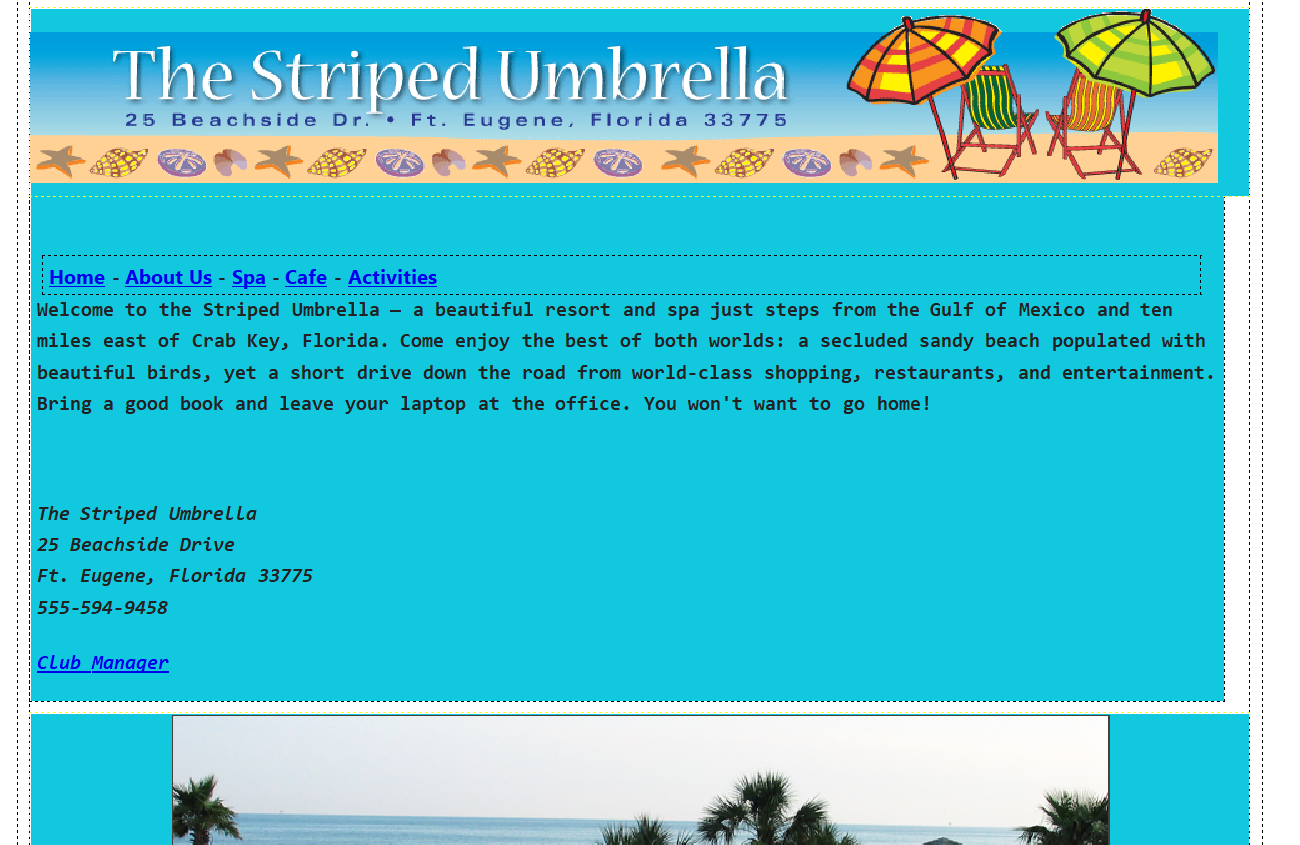 The Striped Umbrella
25 Beachside Dr. • Ft. Eugene, Florida 33775
Home - About Us - Spa - Cafe - Activities
Welcome to the Striped Umbrella — a beautiful resort and spa just steps from the Gulf of Mexico and ten
miles east of Crab Key, Florida. Come enjoy the best of both worlds: a secluded sandy beach populated with
beautiful birds, yet a short drive down the road from world-class shopping, restaurants, and entertainment.
Bring a good book and leave your laptop at the office. You won't want to go home!
The Striped Umbrella
25 Beachside Drive
Ft. Eugene, Florida 33775
555-594-9458
Club Manager